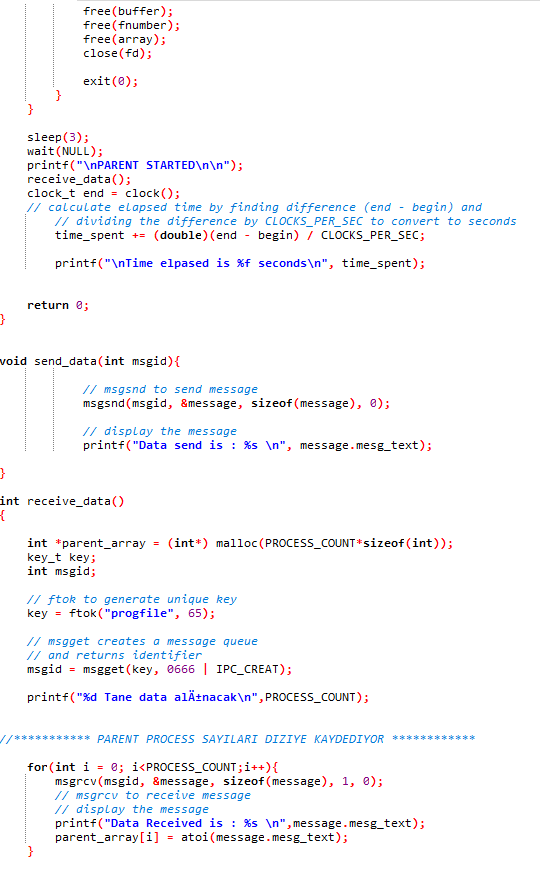 free(buffer);
free(fnumber);
free(array);
close(fd);
exit(0);
}
}
sleep(3);
wait(NULL);
printf("\nPARENT STARTED\n\n");
receive_data();
clock_t end = clock();
// calculate elapsed time by finding difference (end - begin) and
// dividing the difference by CLOCKS_PER_SEC to convert to seconds
time_spent += (double)(end - begin) / CLOCKS_PER_SEC;
printf("\nTime elpased is %f seconds\n", time_spent);
return 0;
}
void send_data(int msgid){
// msgsnd to send message
msgsnd(msgid, &message, sizeof(message), 0);
// display the message
printf("Data send is : %s \n", message.mesg_text);
}
int receive_data()
{
int *parent_array = (int*) malloc(PROCESS_COUNT*sizeof(int));
key_t key;
int msgid;
// ftok to generate unique key
key = ftok("progfile", 65);
// msgget creates a message queue
// and returns identifier
msgid = msgget(key, 0666 | IPC_CREAT);
printf("%d Tane data alÄ±nacak\n",PROCESS_COUNT);
//*********** PARENT PROCESS SAYILARI DIZIYE KAYDEDIYOR ************
for(int i = 0; i<PROCESS_COUNT;i++){
msgrcv(msgid, &message, sizeof(message), 1, 0);
// msgrcv to receive message
// display the message
printf("Data Received is : %s \n",message.mesg_text);
parent_array[i] = atoi(message.mesg_text);
}